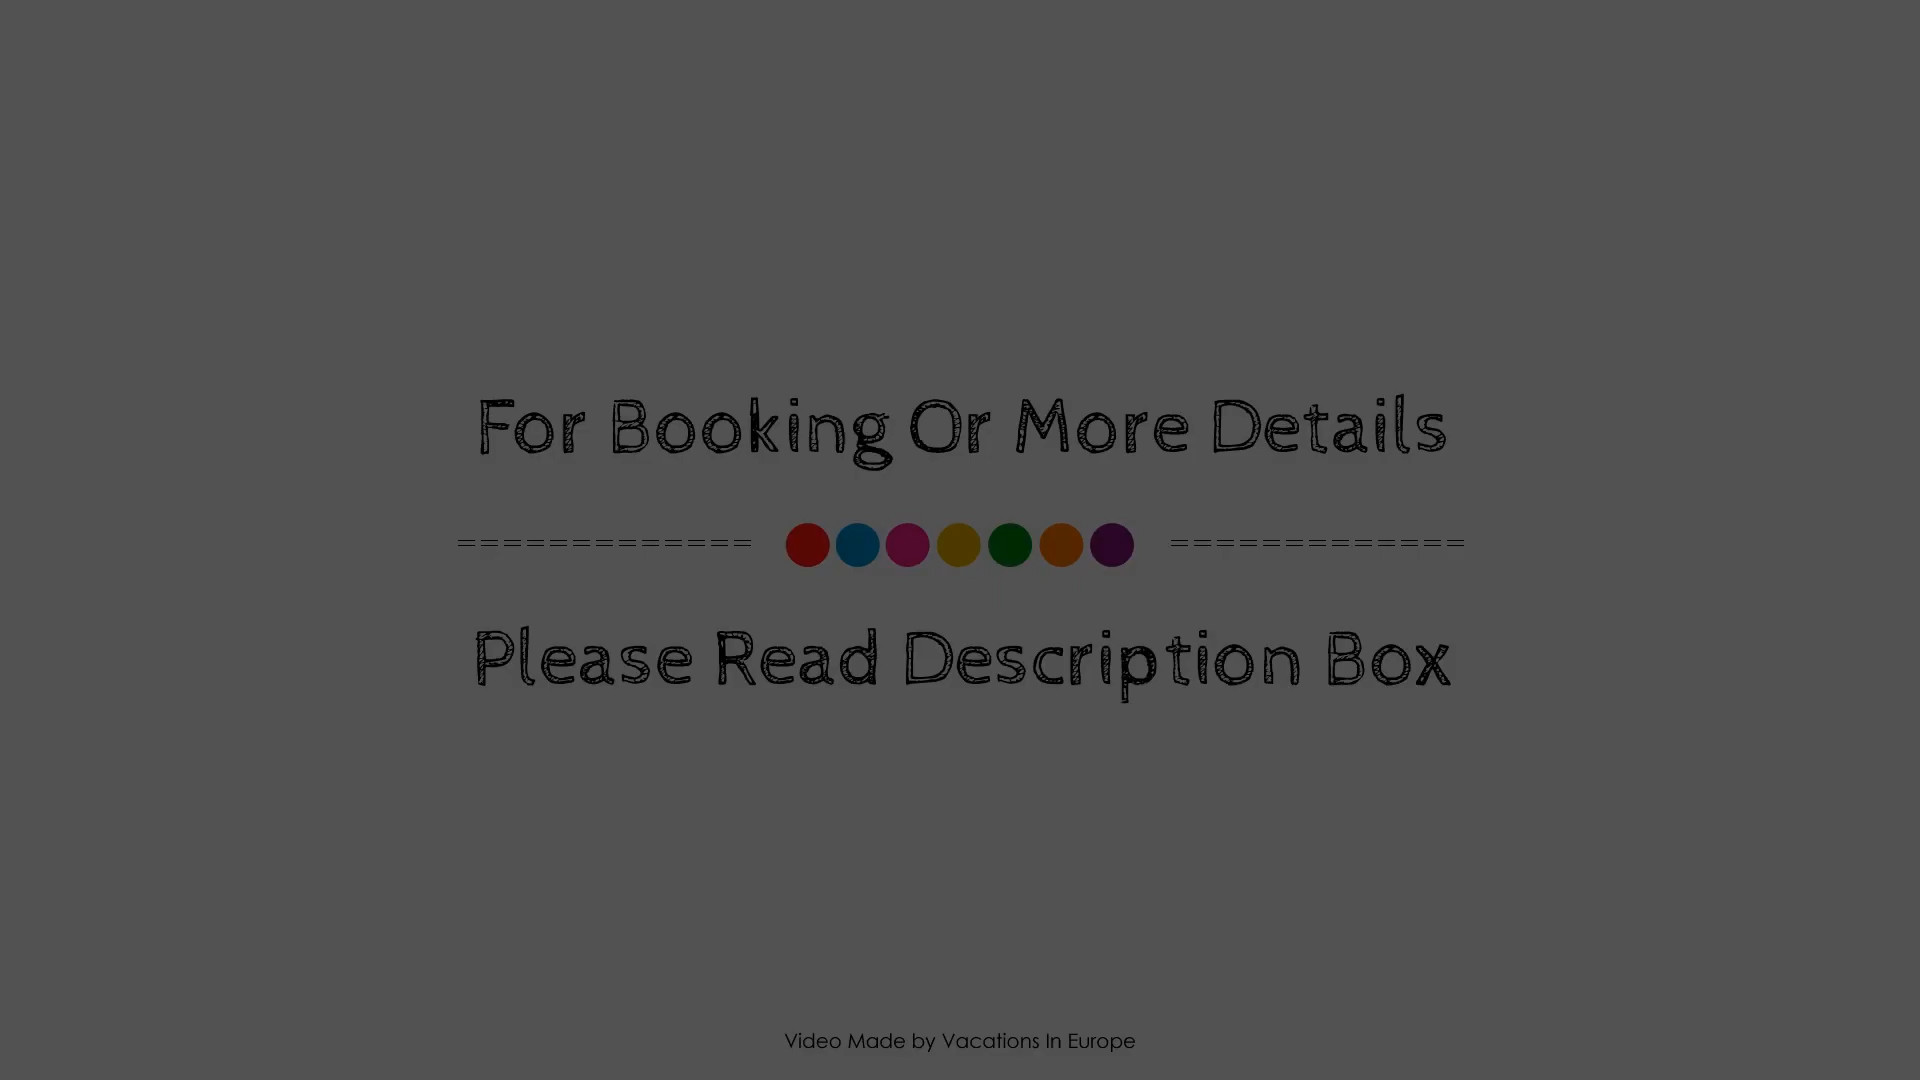 For Booking Or More Details
============= =============
Please Read Description Box
Video Made by Vacations In Europe